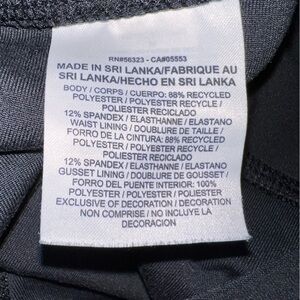 RN#56323 - CA#05553
MADE IN SRI LANKA/FABRIQUE AU
SRI LANKA/HECHO EN SRI LANKA
BODY / CORPS / CUERPO: 88% RECYCLED
POLYESTER / POLYESTER RECYCLE /
POLIESTER RECICLADO
12% SPANDEX / ELASTHANNE / ELASTANO
WAIST LINING / DOUBLURE DE TAILLE /
FORRO DE LA CINTURA: 88% RECYCLED
POLYESTER / POLYESTER RECYCLE /
POLIESTER RECICLADO
12% SPANDEX / ELASTHANNE / ELASTANO
GUSSET LINING / DOUBLURE DE GOUSSET /
FORRO DEL PUENTE INTERIOR: 100%
POLYESTER / POLYESTER / POLIESTER
EXCLUSIVE OF DECORATION / DECORATION
NON COMPRISE / NO INCLUYE LA
DECORACION